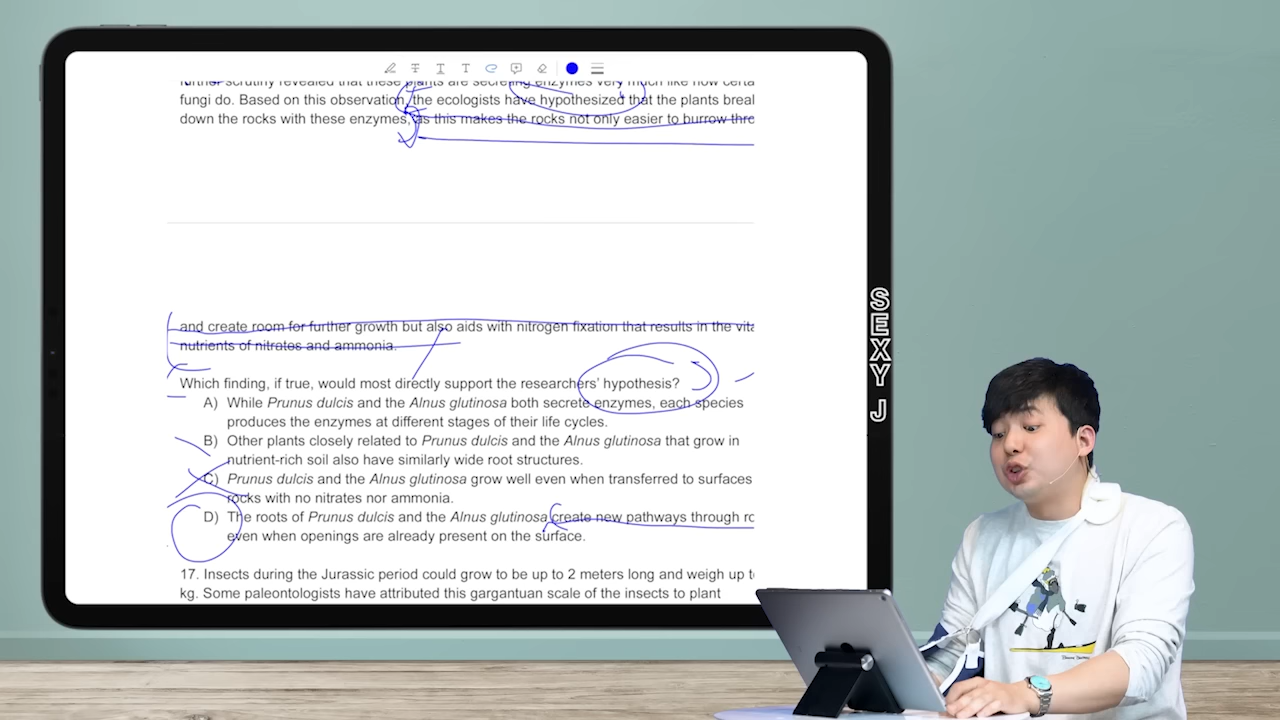 further scrutiny revealed that these plants are secreting enzymes very much like how certa
fungi do. Based on this observation, the ecologists have hypothesized that the plants breal
down the rocks with these enzymes, as this makes the rocks not only easier to burrow thro
and create room for further growth but also aids with nitrogen fixation that results in the vita
nutrients of nitrates and ammonia.
Which finding, if true, would most directly support the researchers' hypothesis?
A) While Prunus dulcis and the Alnus glutinosa both secrete enzymes, each species
produces the enzymes at different stages of their life cycles.
B) Other plants closely related to Prunus dulcis and the Alnus glutinosa that grow in
nutrient-rich soil also have similarly wide root structures.
C) Prunus dulcis and the Alnus glutinosa grow well even when transferred to surfaces
rocks with no nitrates nor ammonia.
D) The roots of Prunus dulcis and the Alnus glutinosa create new pathways through ro
even when openings are already present on the surface.
17. Insects during the Jurassic period could grow to be up to 2 meters long and weigh up t
kg. Some paleontologists have attributed this gargantuan scale of the insects to plant
SEXY J